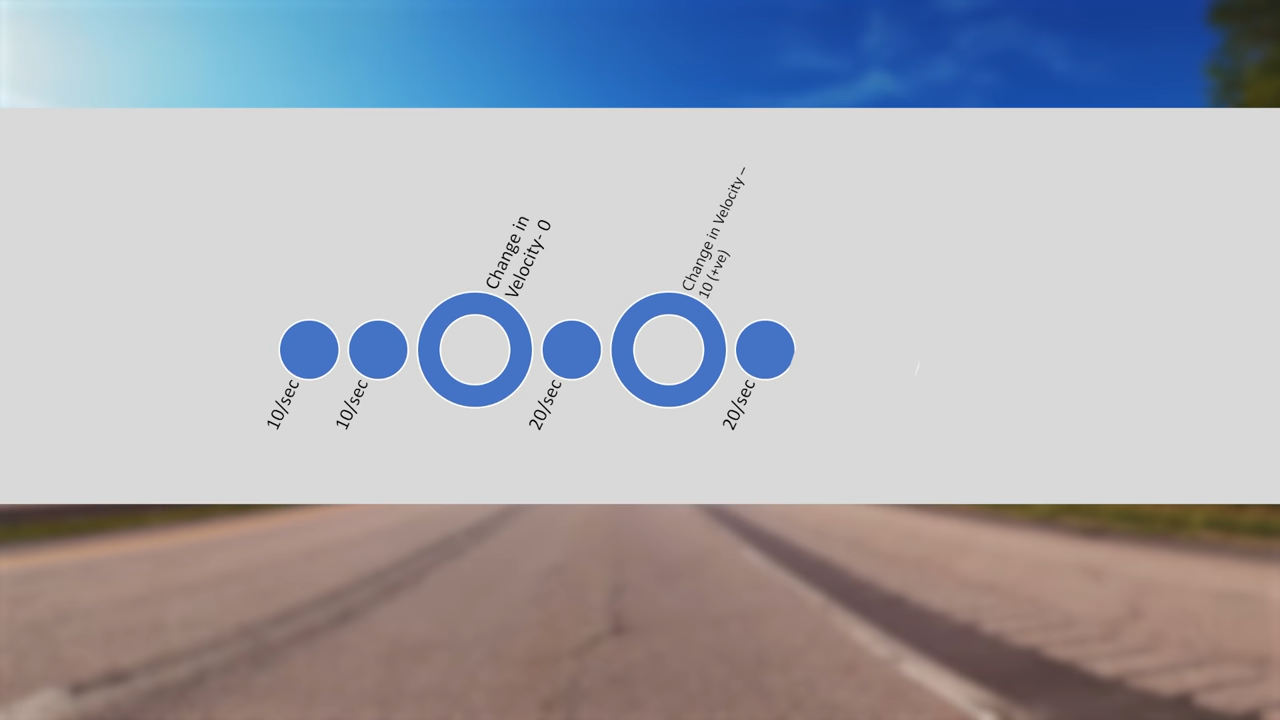 10/sec
10/sec
Change in
Velocity- 0
20/sec
Change in Velocity –
10 (+ve)
20/sec